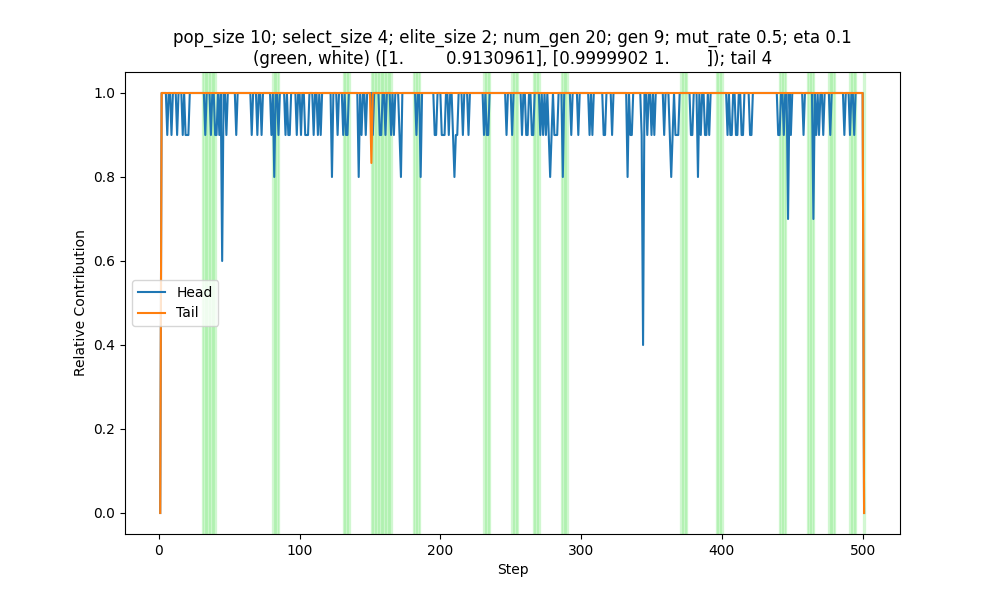 pop_size 10; select_size 4; elite_size 2; num_gen 20; gen 9; mut_rate 0.5; eta 0.1
(green, white) ([1.        0.9130961], [0.9999902 1.        ]); tail 4
1.0
0.8
0.6
0.4
0.2
0.0
Relative Contribution
Head
Tail
0
100
200
300
400
500
Step